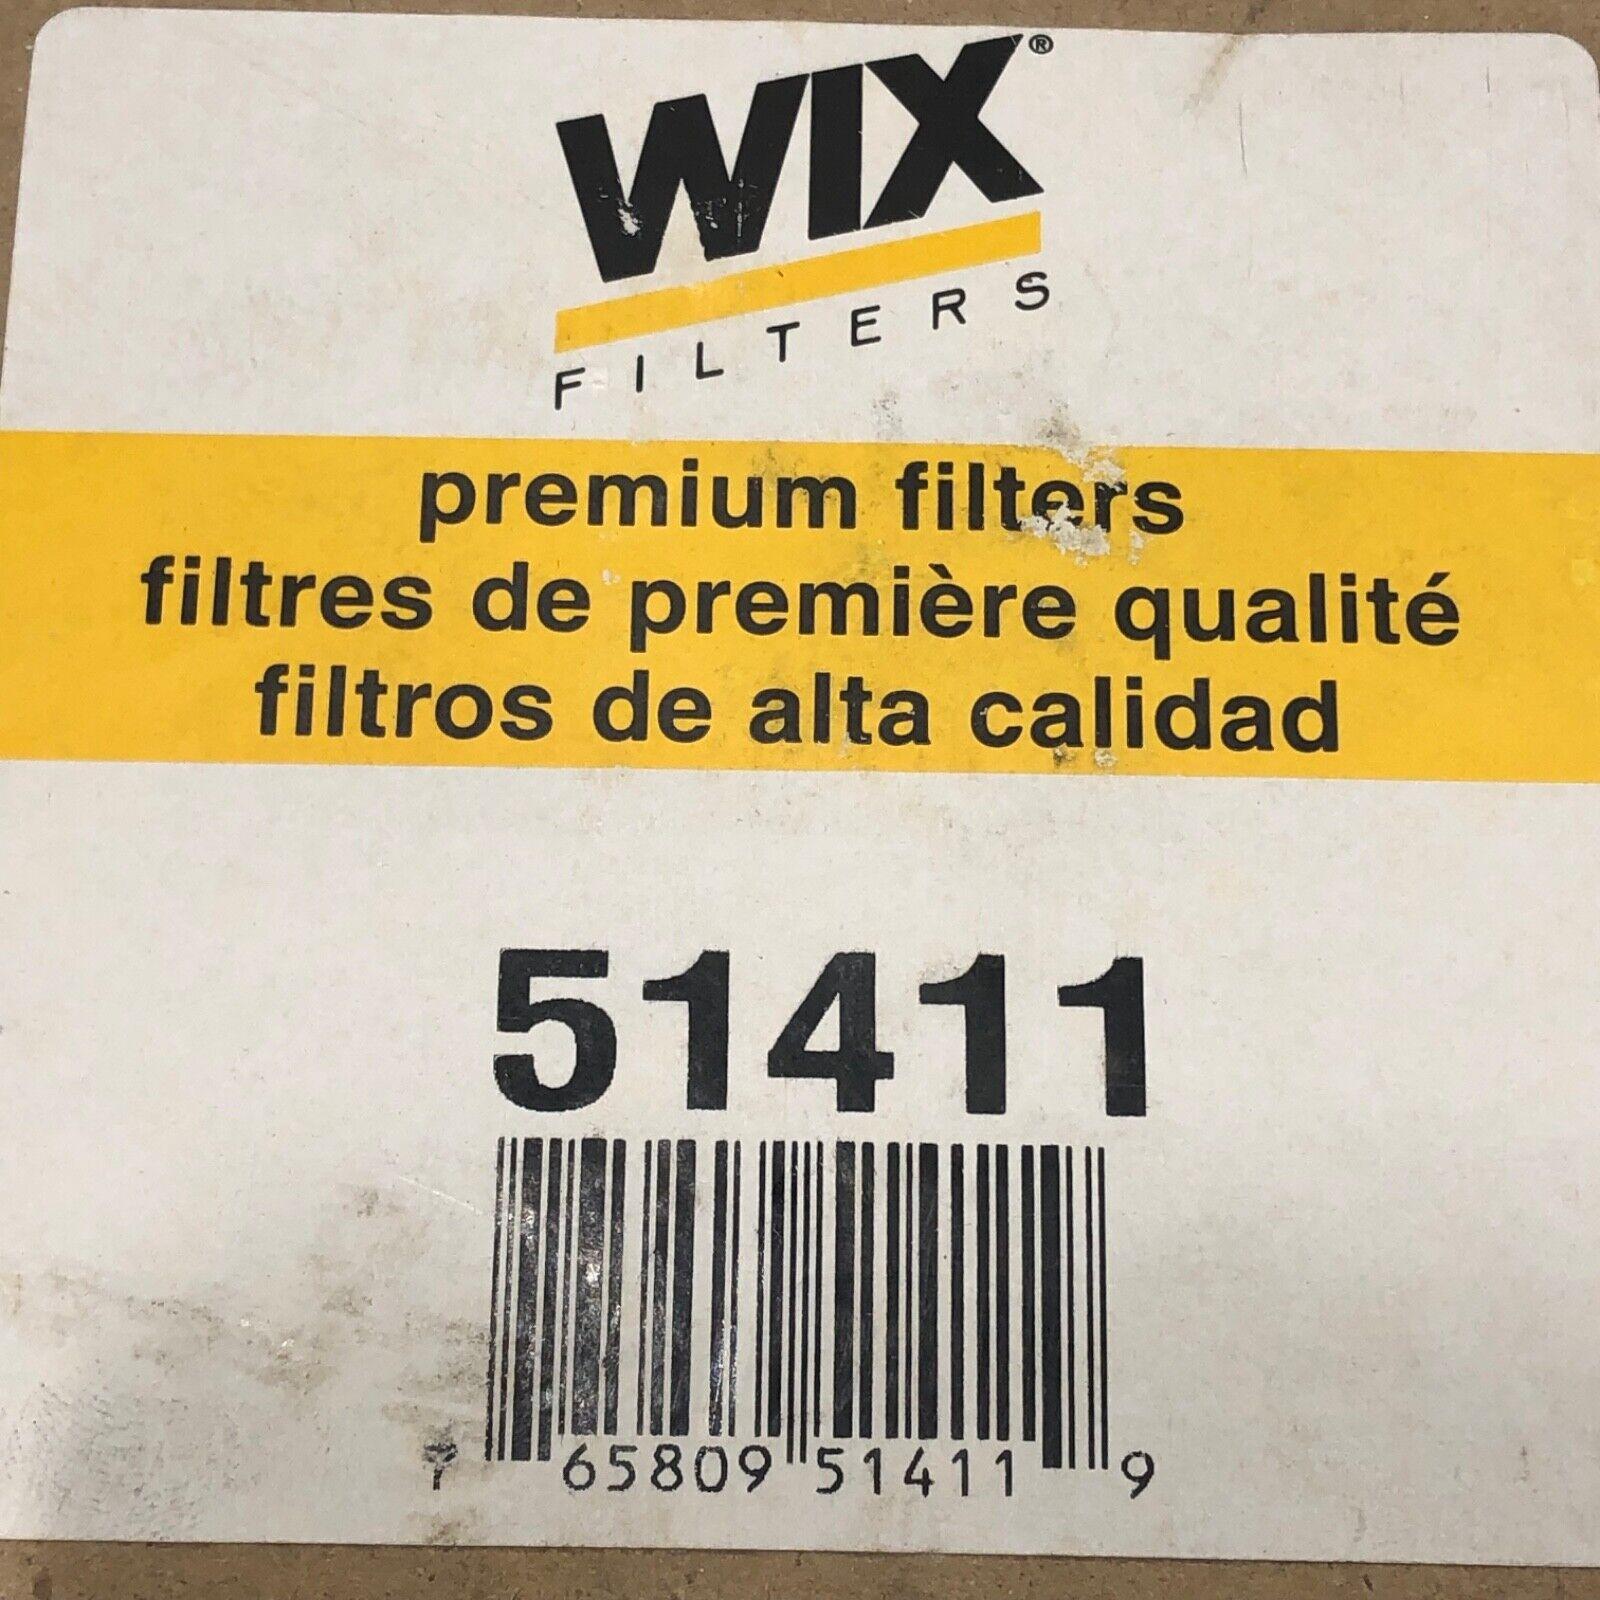 WIX®
FILTERS
premium filters
filtres de première qualité
filtros de alta calidad
51411
7 65809 51411 9